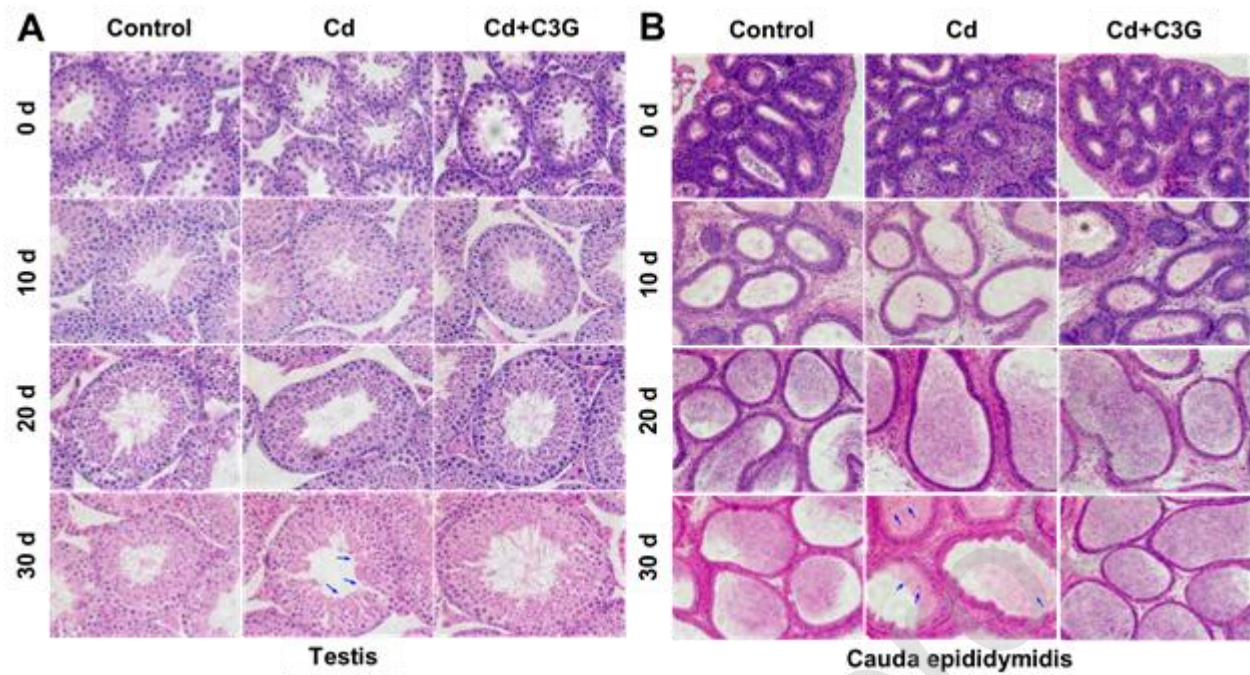 A
Control
Cd
Cd+C3G
0 d
10 d
20 d
30 d
Testis
B
Control
Cd
Cd+C3G
0 d
10 d
20 d
30 d
Cauda epididymidis